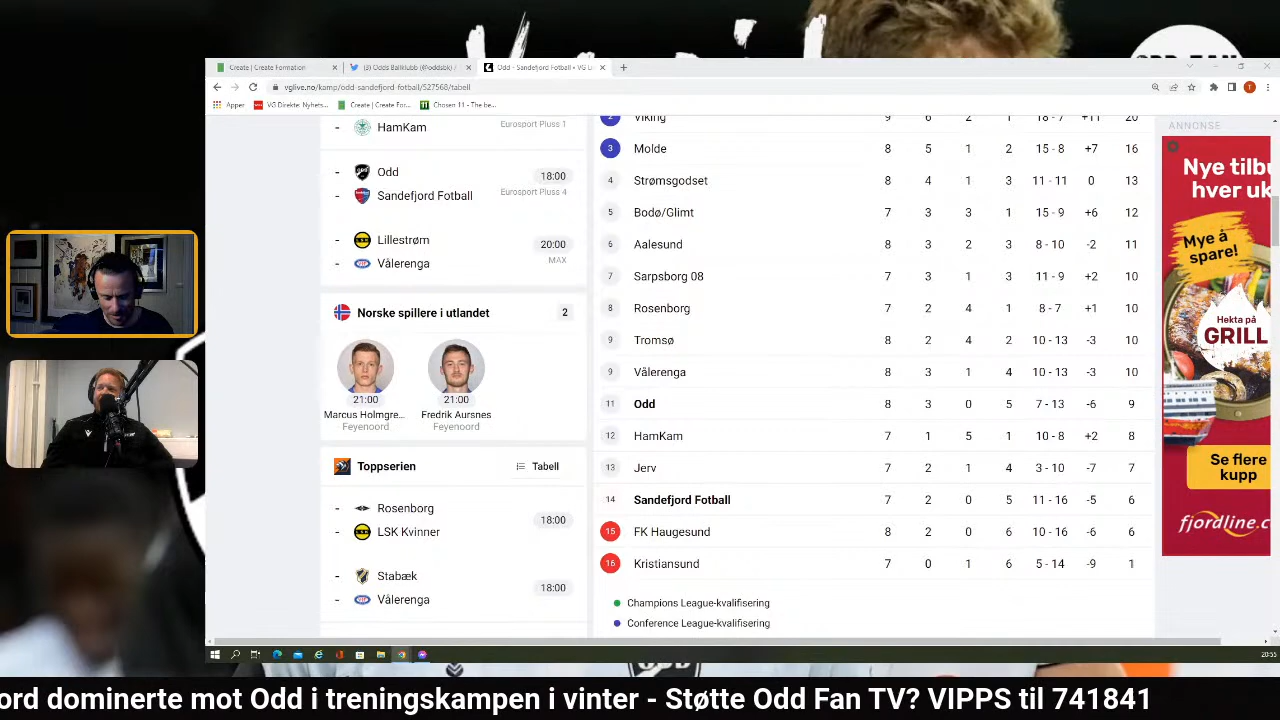 ODD FAN
Create | Create Formation
(3) Odds Ballklubb (@oddsbk) /
Odd - Sandefjord Fotball • VG Li
vglive.no/kamp/odd-sandefjord-fotball/527568/tabell
Apper
VG Direkte: Nyhets...
Create | Create For...
Chosen 11 - The be...
- HamKam
Eurosport Pluss 1
- Odd
18:00
- Sandefjord Fotball
Eurosport Pluss 4
- Lillestrøm
20:00
- Vålerenga
MAX
Norske spillere i utlandet 2
21:00 21:00
Marcus Holmgre... Fredrik Aursnes
Feyenoord Feyenoord
Toppserien Tabell
- Rosenborg
18:00
- LSK Kvinner
- Stabæk
18:00
- Vålerenga
2 Viking 9 6 2 1 18 - 7 +11 20
3 Molde 8 5 1 2 15 - 8 +7 16
4 Strømsgodset 8 4 1 3 11 - 11 0 13
5 Bodø/Glimt 7 3 3 1 15 - 9 +6 12
6 Aalesund 8 3 2 3 8 - 10 -2 11
7 Sarpsborg 08 7 3 1 3 11 - 9 +2 10
8 Rosenborg 7 2 4 1 8 - 7 +1 10
9 Tromsø 8 2 4 2 10 - 13 -3 10
9 Vålerenga 8 3 1 4 10 - 13 -3 10
11 Odd 8 3 0 5 7 - 13 -6 9
12 HamKam 7 1 5 1 10 - 8 +2 8
13 Jerv 7 2 1 4 3 - 10 -7 7
14 Sandefjord Fotball 7 2 0 5 11 - 16 -5 6
15 FK Haugesund 8 2 0 6 10 - 16 -6 6
16 Kristiansund 7 0 1 6 5 - 14 -9 1
Champions League-kvalifisering
Conference League-kvalifisering
ANNONSE
Nye tilbu
hver uk
Mye å
spare!
Hekta på
GRILL
Se flere
kupp
fjordline.c
20:55
ODD
ord dominerte mot Odd i treningskampen i vinter - Støtte Odd Fan TV? VIPPS til 741841